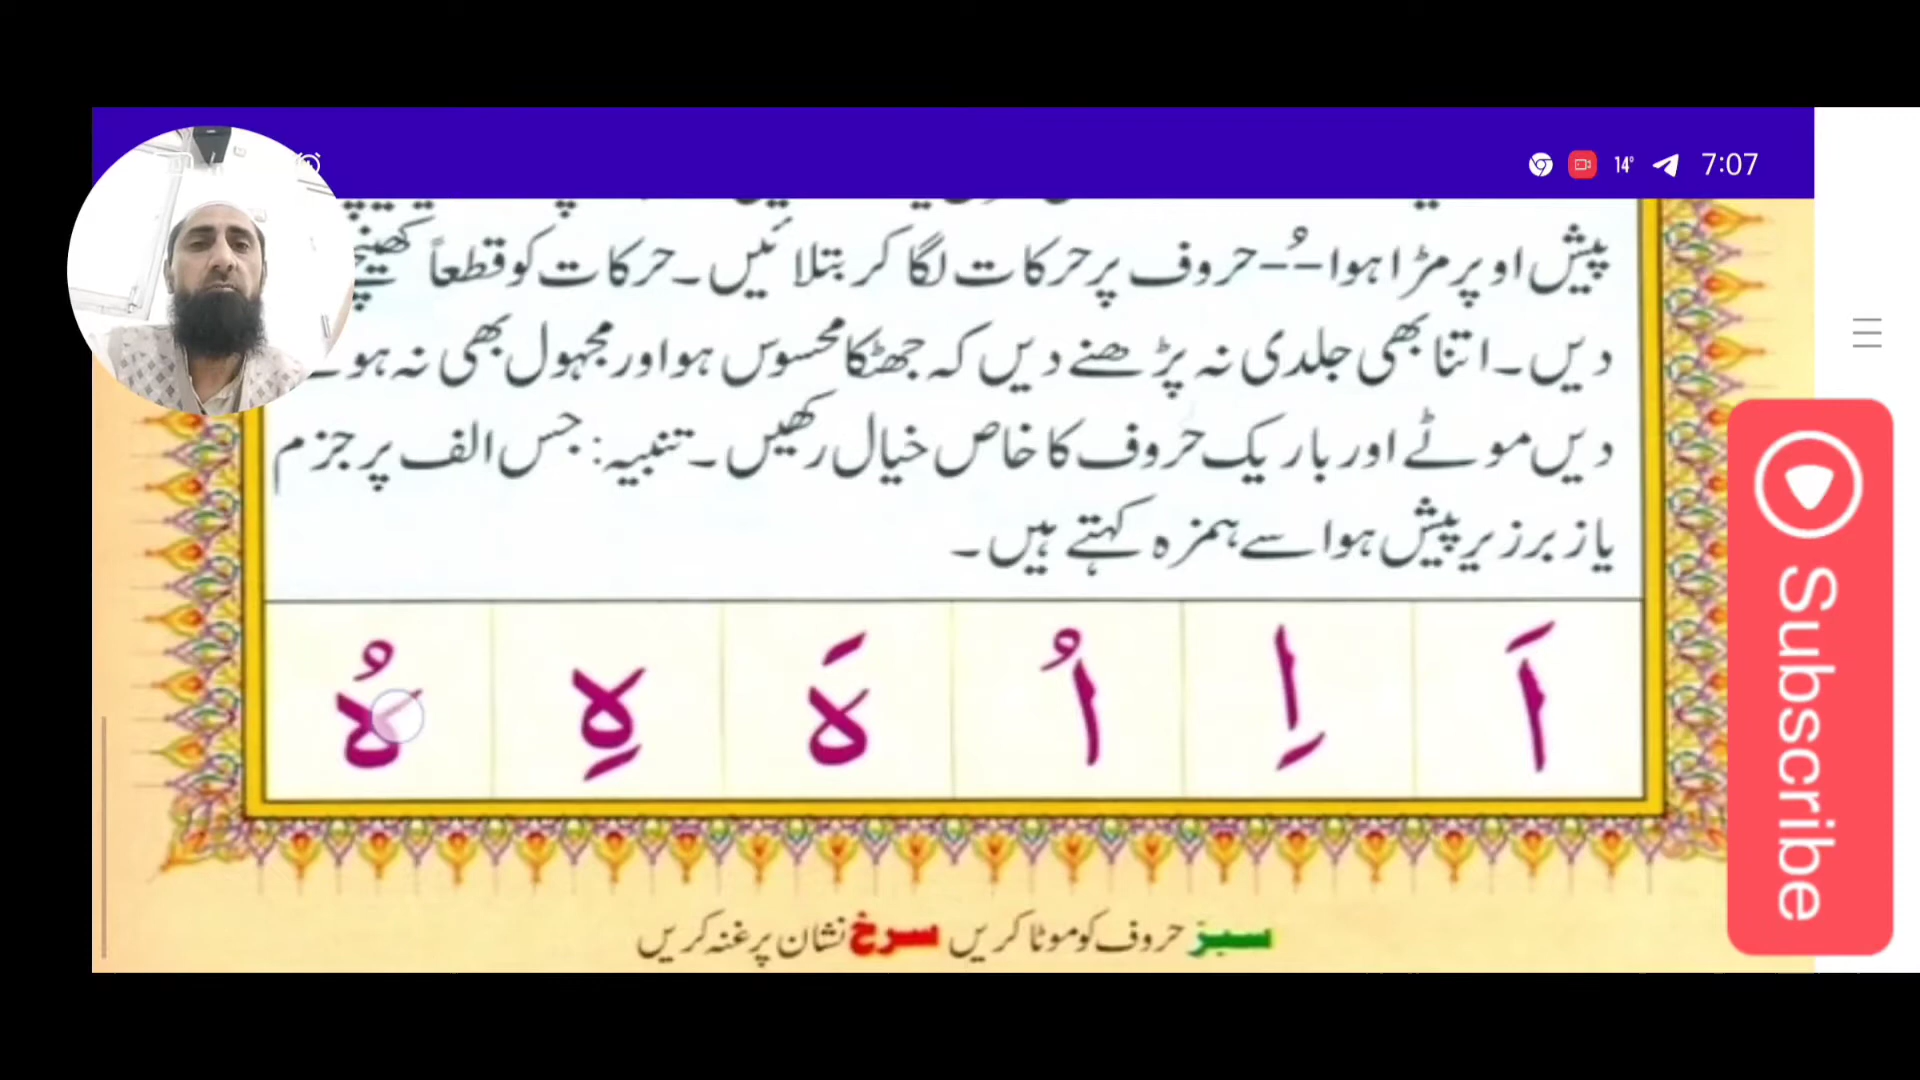 14° 7:07
پیش اوپر مڑا ہوا -ُ- حروف پر حرکات لگا کر بتلائیں۔ حرکات کو قطعاً
دیں۔ اتنا بھی جلدی نہ پڑھنے دیں کہ جھٹکا محسوس ہو اور مجہول بھی نہ ہونے
دیں موٹے اور باریک حروف کا خاص خیال رکھیں۔ تنبیہ: جس الف پر جزم
یا زبر زیر پیش ہو اسے ہمزہ کہتے ہیں۔
اَ اِ اُ ہَ ہِ ہُ
سبز حروف کو موٹا کریں سرخ نشان پر غنہ کریں
Subscribe